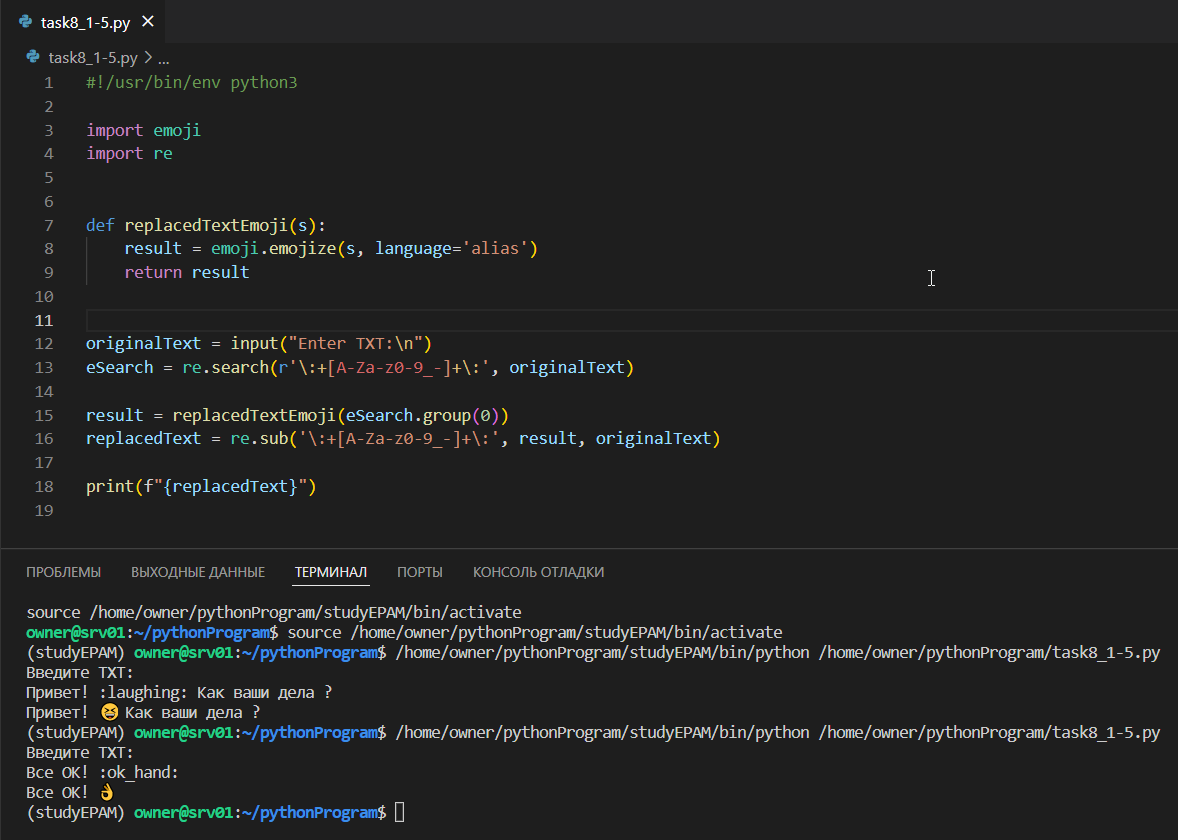 task8_1-5.py ×
task8_1-5.py > ...
1 #!/usr/bin/env python3
2
3 import emoji
4 import re
5
6
7 def replacedTextEmoji(s):
8     result = emoji.emojize(s, language='alias')
9     return result
10
11
12 originalText = input("Enter TXT:\n")
13 eSearch = re.search(r'\:+[A-Za-z0-9_-]+\:', originalText)
14
15 result = replacedTextEmoji(eSearch.group(0))
16 replacedText = re.sub('\:+[A-Za-z0-9_-]+\:', result, originalText)
17
18 print(f"{replacedText}")
19
ПРОБЛЕМЫ ВЫХОДНЫЕ ДАННЫЕ ТЕРМИНАЛ ПОРТЫ КОНСОЛЬ ОТЛАДКИ
source /home/owner/pythonProgram/studyEPAM/bin/activate
owner@srv01:~/pythonProgram$ source /home/owner/pythonProgram/studyEPAM/bin/activate
(studyEPAM) owner@srv01:~/pythonProgram$ /home/owner/pythonProgram/studyEPAM/bin/python /home/owner/pythonProgram/task8_1-5.py
Введите TXT:
Привет! :laughing: Как ваши дела ?
Привет! 😆 Как ваши дела ?
(studyEPAM) owner@srv01:~/pythonProgram$ /home/owner/pythonProgram/studyEPAM/bin/python /home/owner/pythonProgram/task8_1-5.py
Введите TXT:
Все OK! :ok_hand:
Все OK! 👌
(studyEPAM) owner@srv01:~/pythonProgram$